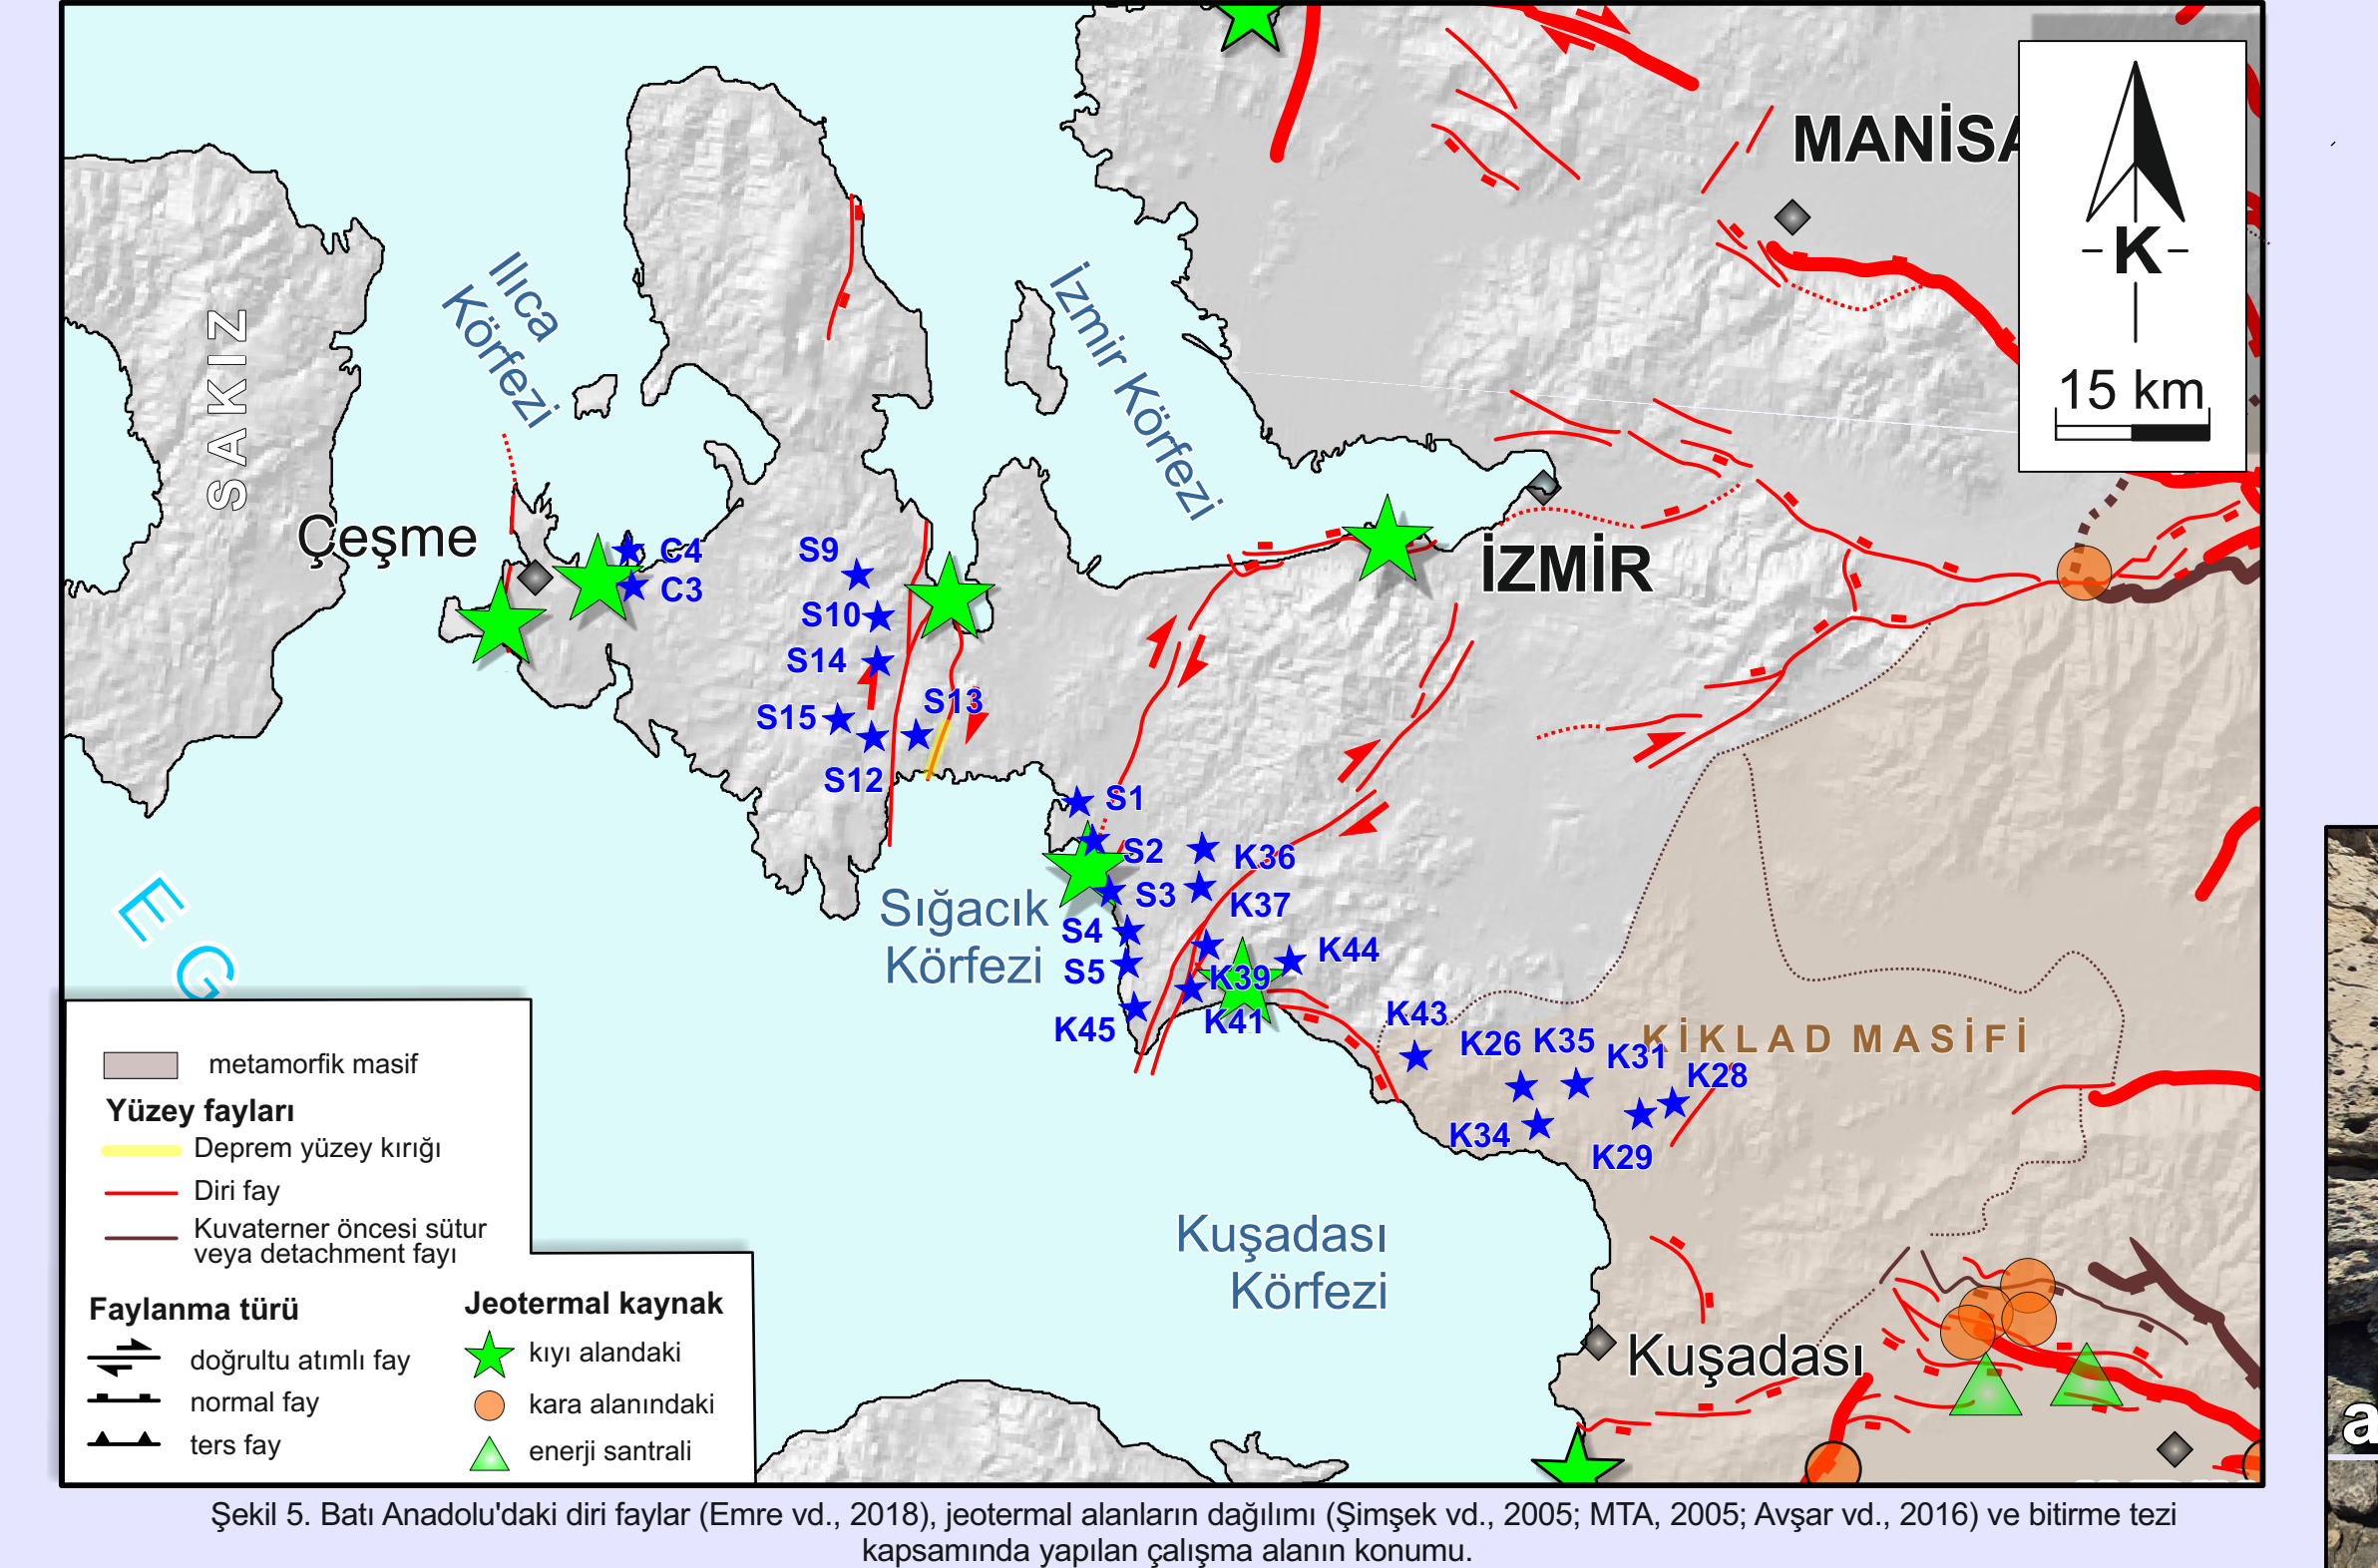 MANİSA
K
15 km
Ilıca
Körfezi
İzmir Körfezi
SAKIZ
Çeşme
C4
C3
S9
S10
S14
S15
S13
S12
İZMİR
S1
S2
S3
S4
S5
K45
K36
K37
K39
K41
K44
K43
K26
K35
K31
K28
K34
K29
Sığacık
Körfezi
EG
KİKLAD MASİFİ
Kuşadası
Körfezi
Kuşadası
metamorfik masif
Yüzey fayları
Deprem yüzey kırığı
Diri fay
Kuvaterner öncesi sütur
veya detachment fayı
Faylanma türü
doğrultu atımlı fay
normal fay
ters fay
Jeotermal kaynak
kıyı alandaki
kara alanındaki
enerji santrali
a
Şekil 5. Batı Anadolu'daki diri faylar (Emre vd., 2018), jeotermal alanların dağılımı (Şimşek vd., 2005; MTA, 2005; Avşar vd., 2016) ve bitirme tezi
kapsamında yapılan çalışma alanın konumu.